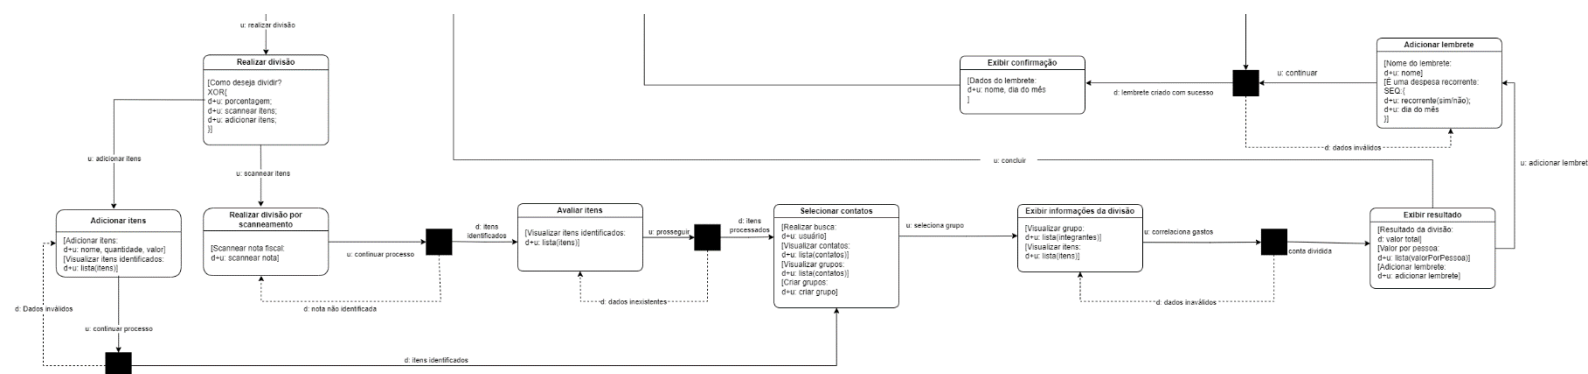 u: realizar divisão
Realizar divisão
[Como deseja dividir?
XOR{
d+u: porcentagem;
d+u: scannear itens;
d+u: adicionar itens;
}]
Exibir confirmação
[Dados do lembrete:
d+u: nome, dia do mês
]
d: lembrete criado com sucesso
u: continuar
Adicionar lembrete
[Nome do lembrete:
d+u: nome]
[É uma despesa recorrente:
SEQ:{
d+u: recorrente(sim/não);
d+u: dia do mês
}]
d: dados inválidos
u: adicionar itens
u: scannear itens
u: concluir
u: adicionar lembret
Adicionar itens
[Adicionar itens:
d+u: nome, quantidade, valor]
[Visualizar itens identificados:
d+u: lista(itens)]
Realizar divisão por
scanneamento
[Scannear nota fiscal:
d+u: scannear nota]
u: continuar processo
d: itens
identificados
Avaliar itens
[Visualizar itens identificados:
d+u: lista(itens)]
u: prosseguir
d: itens
processados
Selecionar contatos
[Realizar busca:
d+u: usuário]
[Visualizar contatos:
d+u: lista(contatos)]
[Visualizar grupos:
d+u: lista(contatos)]
[Criar grupos:
d+u: criar grupo]
u: seleciona grupo
Exibir informações da divisão
[Visualizar grupo:
d+u: lista(integrantes)]
[Visualizar itens:
d+u: lista(itens)]
u: correlaciona gastos
conta dividida
Exibir resultado
[Resultado da divisão:
d: valor total]
[Valor por pessoa:
d+u: lista(valorPorPessoa)]
[Adicionar lembrete:
d+u: adicionar lembrete]
d: Dados inválidos
d: nota não identificada
d: dados inexistentes
d: dados inaválidos
u: continuar processo
d: itens identificados